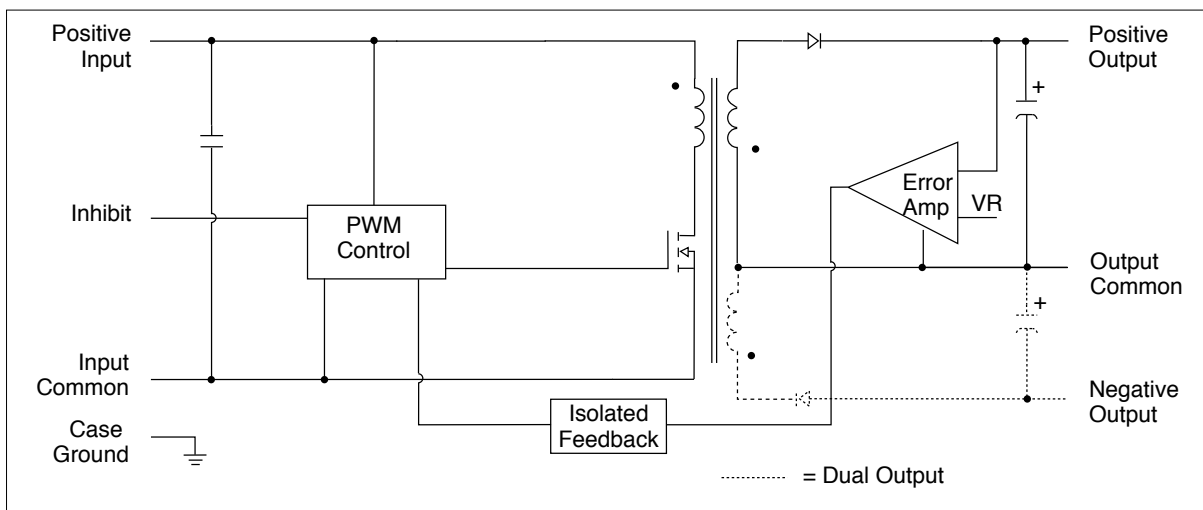 Positive
Input
Positive
Output
+
Error
Amp
VR
Inhibit
PWM
Control
Output
Common
+
Input
Common
Negative
Output
Isolated
Feedback
Case
Ground
= Dual Output